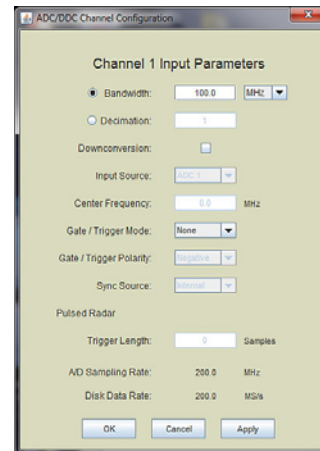 ADC/DDC Channel Configuration
Channel 1 Input Parameters
Bandwidth: 100.0 MHz
Decimation: 1
Downconversion:
Input Source: ADC 1
Center Frequency: 0.0 MHz
Gate / Trigger Mode: None
Gate / Trigger Polarity: Negative
Sync Source: Internal
Pulsed Radar
Trigger Length: 0 Samples
A/D Sampling Rate: 200.0 MHz
Disk Data Rate: 200.0 MS/s
OK Cancel Apply